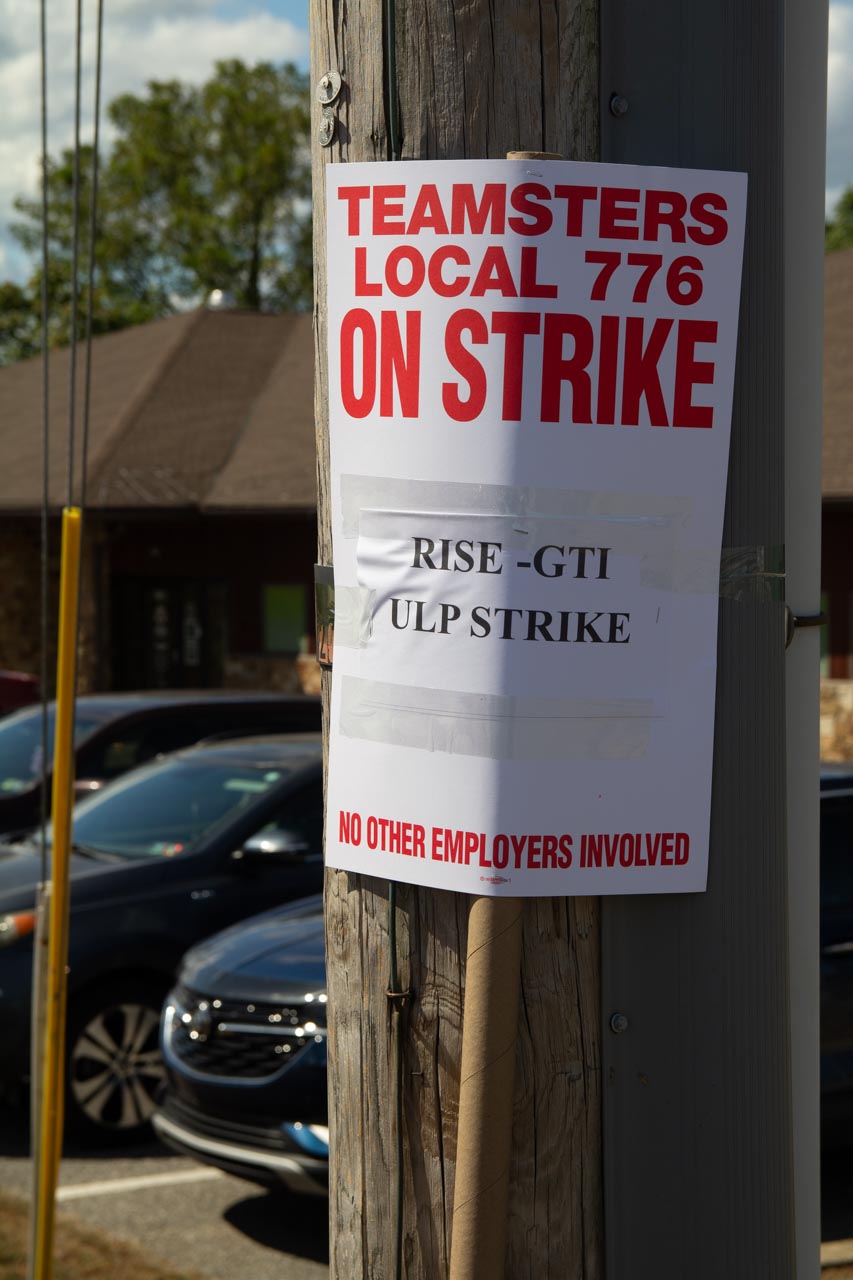 TEAMSTERS
LOCAL 776
ON STRIKE
RISE -GTI
ULP STRIKE
NO OTHER EMPLOYERS INVOLVED